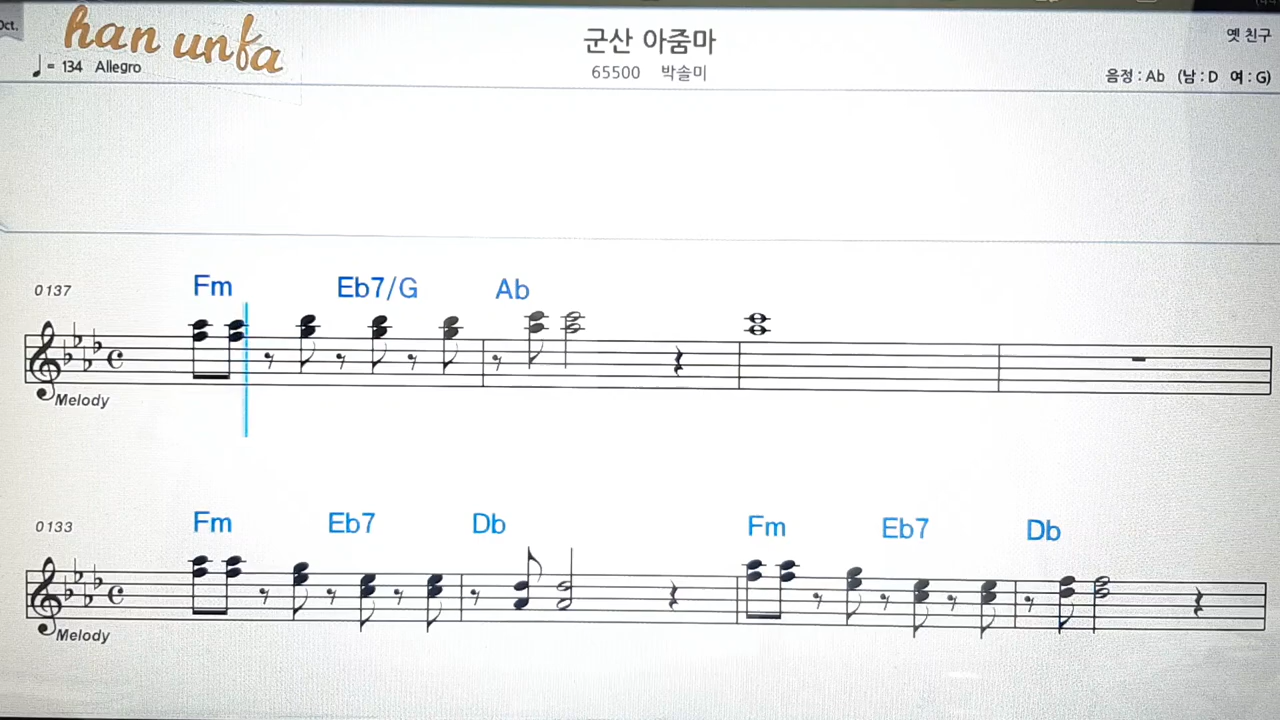 Oct.
han unfa
= 134 Allegro
군산 아줌마
65500 박솔미
옛 친구
음정 : Ab (남 : D 여 : G)
0137
Fm Eb7/G Ab
Melody
0133
Fm Eb7 Db Fm Eb7 Db
Melody